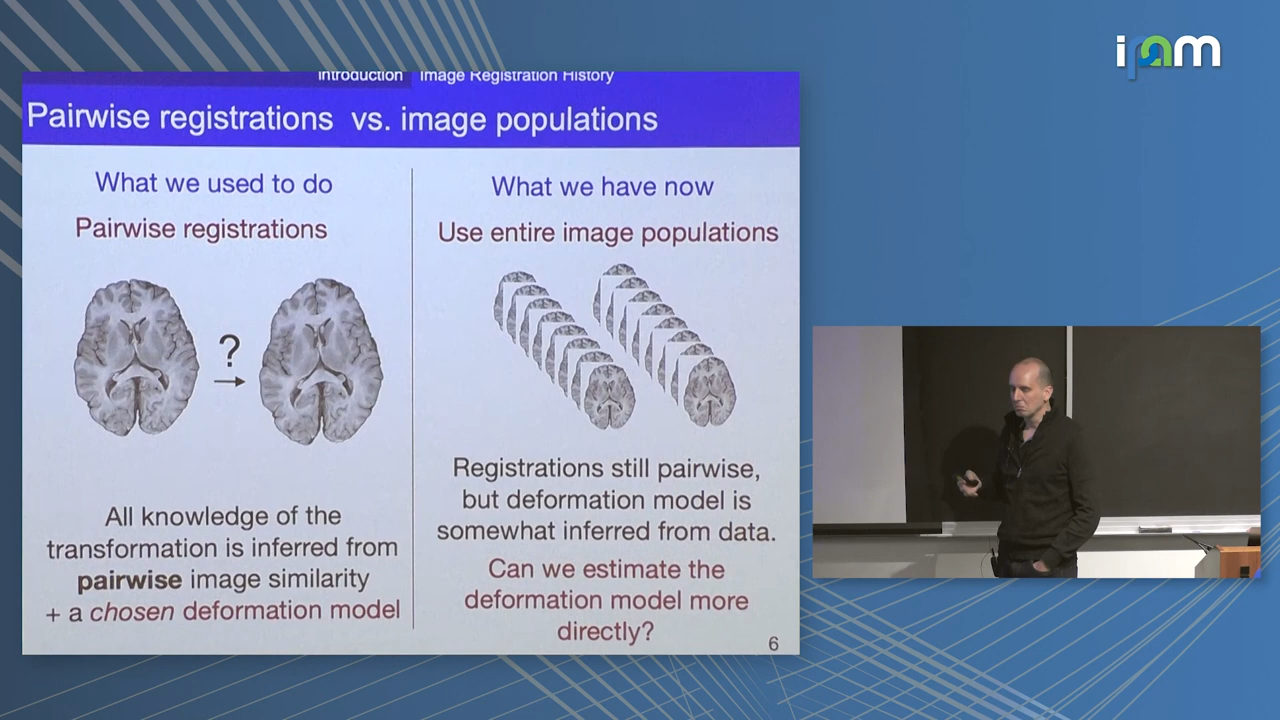 ipam
Introduction Image Registration History
Pairwise registrations vs. image populations
What we used to do
Pairwise registrations
?
All knowledge of the
transformation is inferred from
pairwise image similarity
+ a chosen deformation model
What we have now
Use entire image populations
Registrations still pairwise,
but deformation model is
somewhat inferred from data.
Can we estimate the
deformation model more
directly?
6